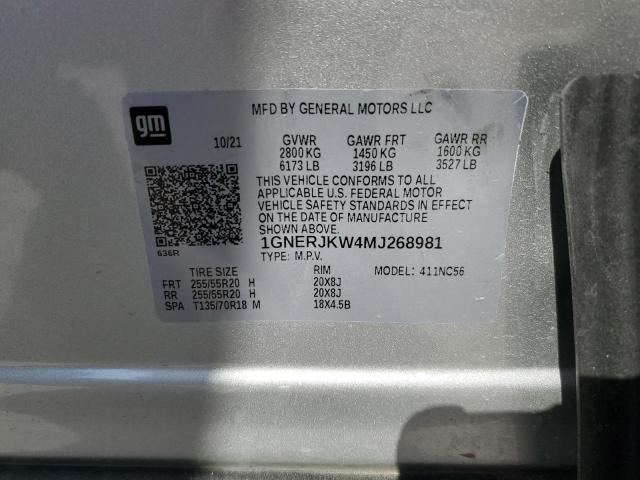 MFD BY GENERAL MOTORS LLC
gm
10/21 GVWR GAWR FRT GAWR RR
2800 KG 1450 KG 1600 KG
6173 LB 3196 LB 3527 LB
THIS VEHICLE CONFORMS TO ALL
APPLICABLE U.S. FEDERAL MOTOR
VEHICLE SAFETY STANDARDS IN EFFECT
ON THE DATE OF MANUFACTURE
SHOWN ABOVE.
636R
1GNERJKW4MJ268981
TYPE: M.P.V.
TIRE SIZE RIM MODEL: 411NC56
FRT 255/55R20 H 20X8J
RR 255/55R20 H 20X8J
SPA T135/70R18 M 18X4.5B